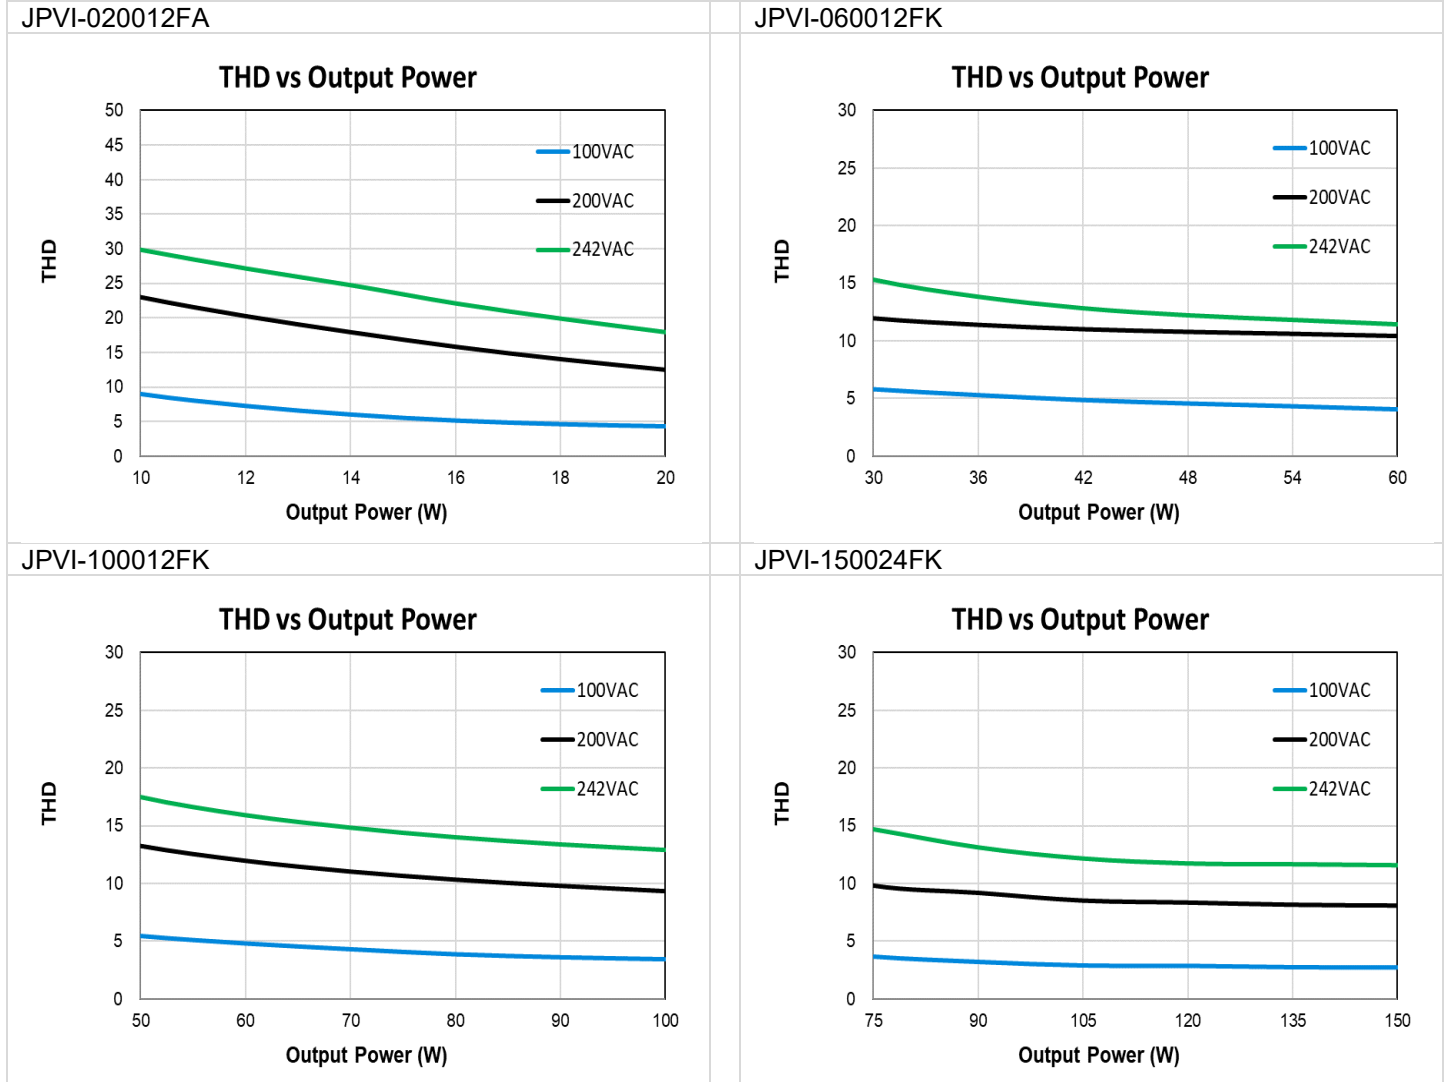 JPVI-020012FA
THD vs Output Power
50
45
40
35
30
25
20
15
10
5
0
THD
100VAC
200VAC
242VAC
10 12 14 16 18 20
Output Power (W)
JPVI-060012FK
THD vs Output Power
30
25
20
15
10
5
0
THD
100VAC
200VAC
242VAC
30 36 42 48 54 60
Output Power (W)
JPVI-100012FK
THD vs Output Power
30
25
20
15
10
5
0
THD
100VAC
200VAC
242VAC
50 60 70 80 90 100
Output Power (W)
JPVI-150024FK
THD vs Output Power
30
25
20
15
10
5
0
THD
100VAC
200VAC
242VAC
75 90 105 120 135 150
Output Power (W)